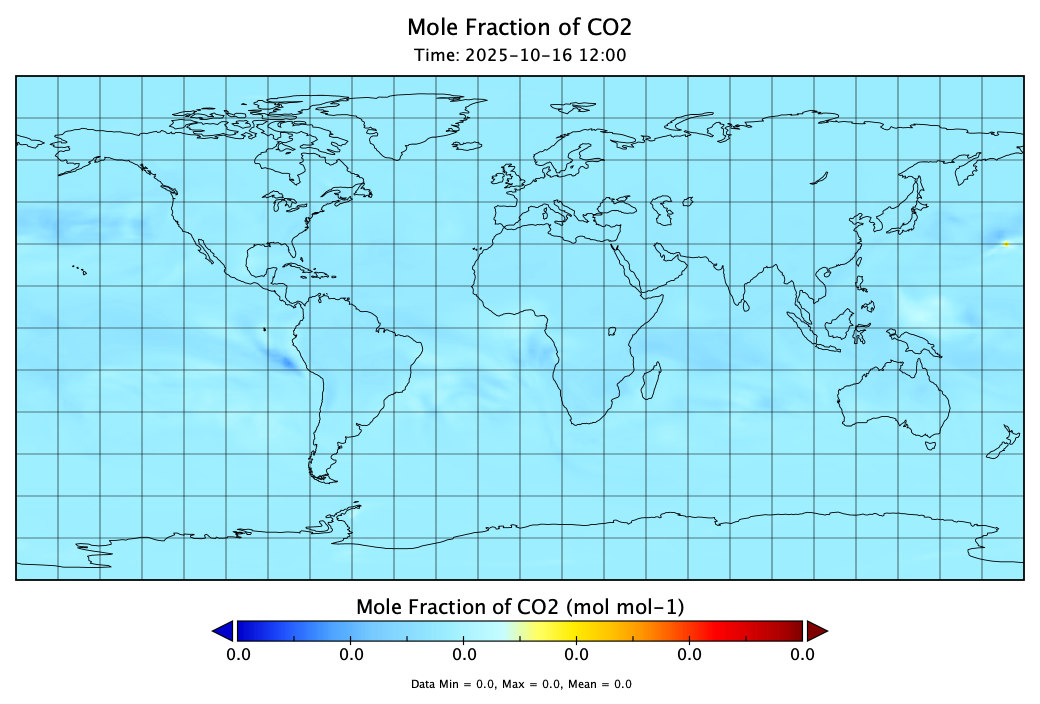 Mole Fraction of CO2
Time: 2025-10-16 12:00
Mole Fraction of CO2 (mol mol-1)
0.0 0.0 0.0 0.0 0.0 0.0
Data Min = 0.0, Max = 0.0, Mean = 0.0